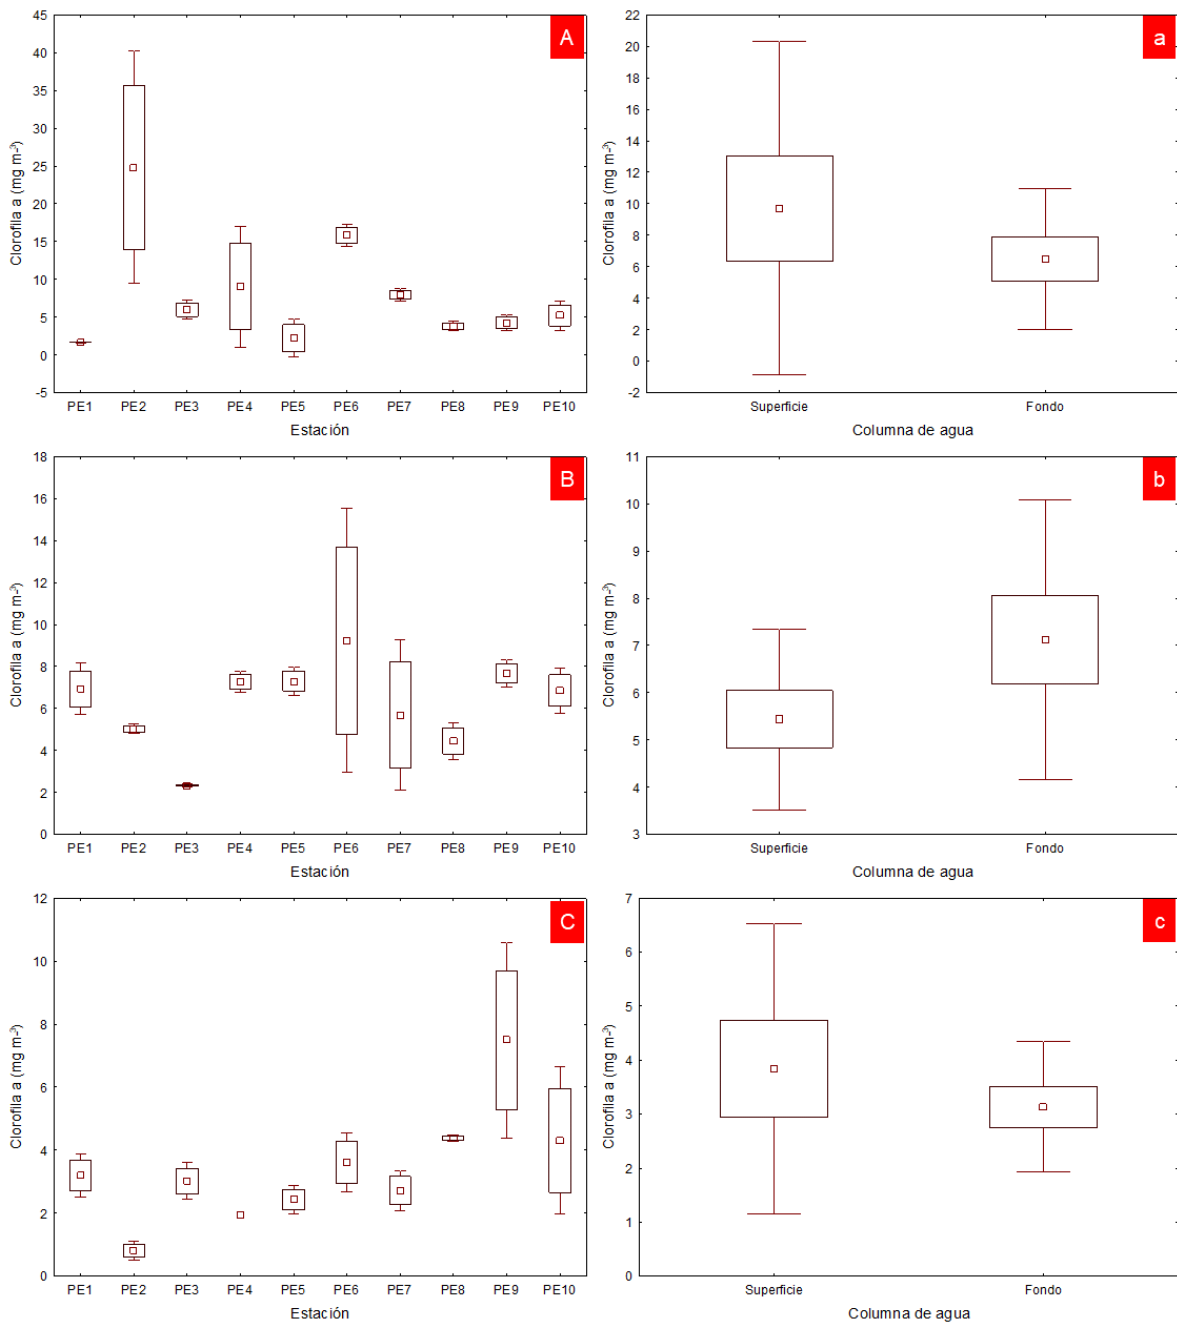 A
Clorofila a (mg m-³)
45
40
35
30
25
20
15
10
5
0
-5
PE1 PE2 PE3 PE4 PE5 PE6 PE7 PE8 PE9 PE10
Estación
a
Clorofila a (mg m-³)
22
20
18
16
14
12
10
8
6
4
2
0
-2
Superficie Fondo
Columna de agua
B
Clorofila a (mg m-³)
18
16
14
12
10
8
6
4
2
0
PE1 PE2 PE3 PE4 PE5 PE6 PE7 PE8 PE9 PE10
Estación
b
Clorofila a (mg m-³)
11
10
9
8
7
6
5
4
3
Superficie Fondo
Columna de agua
C
Clorofila a (mg m-³)
12
10
8
6
4
2
0
PE1 PE2 PE3 PE4 PE5 PE6 PE7 PE8 PE9 PE10
Estación
c
Clorofila a (mg m-³)
7
6
5
4
3
2
1
0
Superficie Fondo
Columna de agua